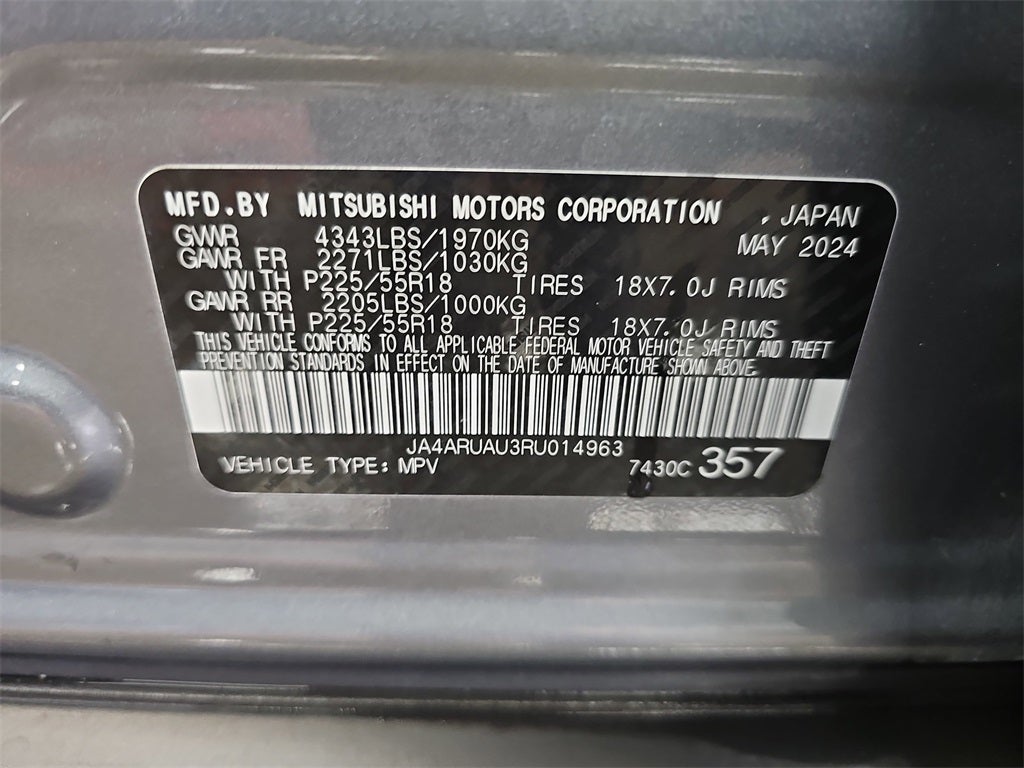 MFD.BY MITSUBISHI MOTORS CORPORATION , JAPAN
GVWR 4343LBS/1970KG MAY 2024
GAWR FR 2271LBS/1030KG
WITH P225/55R18 TIRES 18X7.0J RIMS
GAWR RR 2205LBS/1000KG
WITH P225/55R18 TIRES 18X7.0J RIMS
THIS VEHICLE CONFORMS TO ALL APPLICABLE FEDERAL MOTOR VEHICLE SAFETY AND THEFT
PREVENTION STANDARDS IN EFFECT ON THE DATE OF MANUFACTURE SHOWN ABOVE.
JA4ARUAU3RU014963
VEHICLE TYPE: MPV 7430C 357